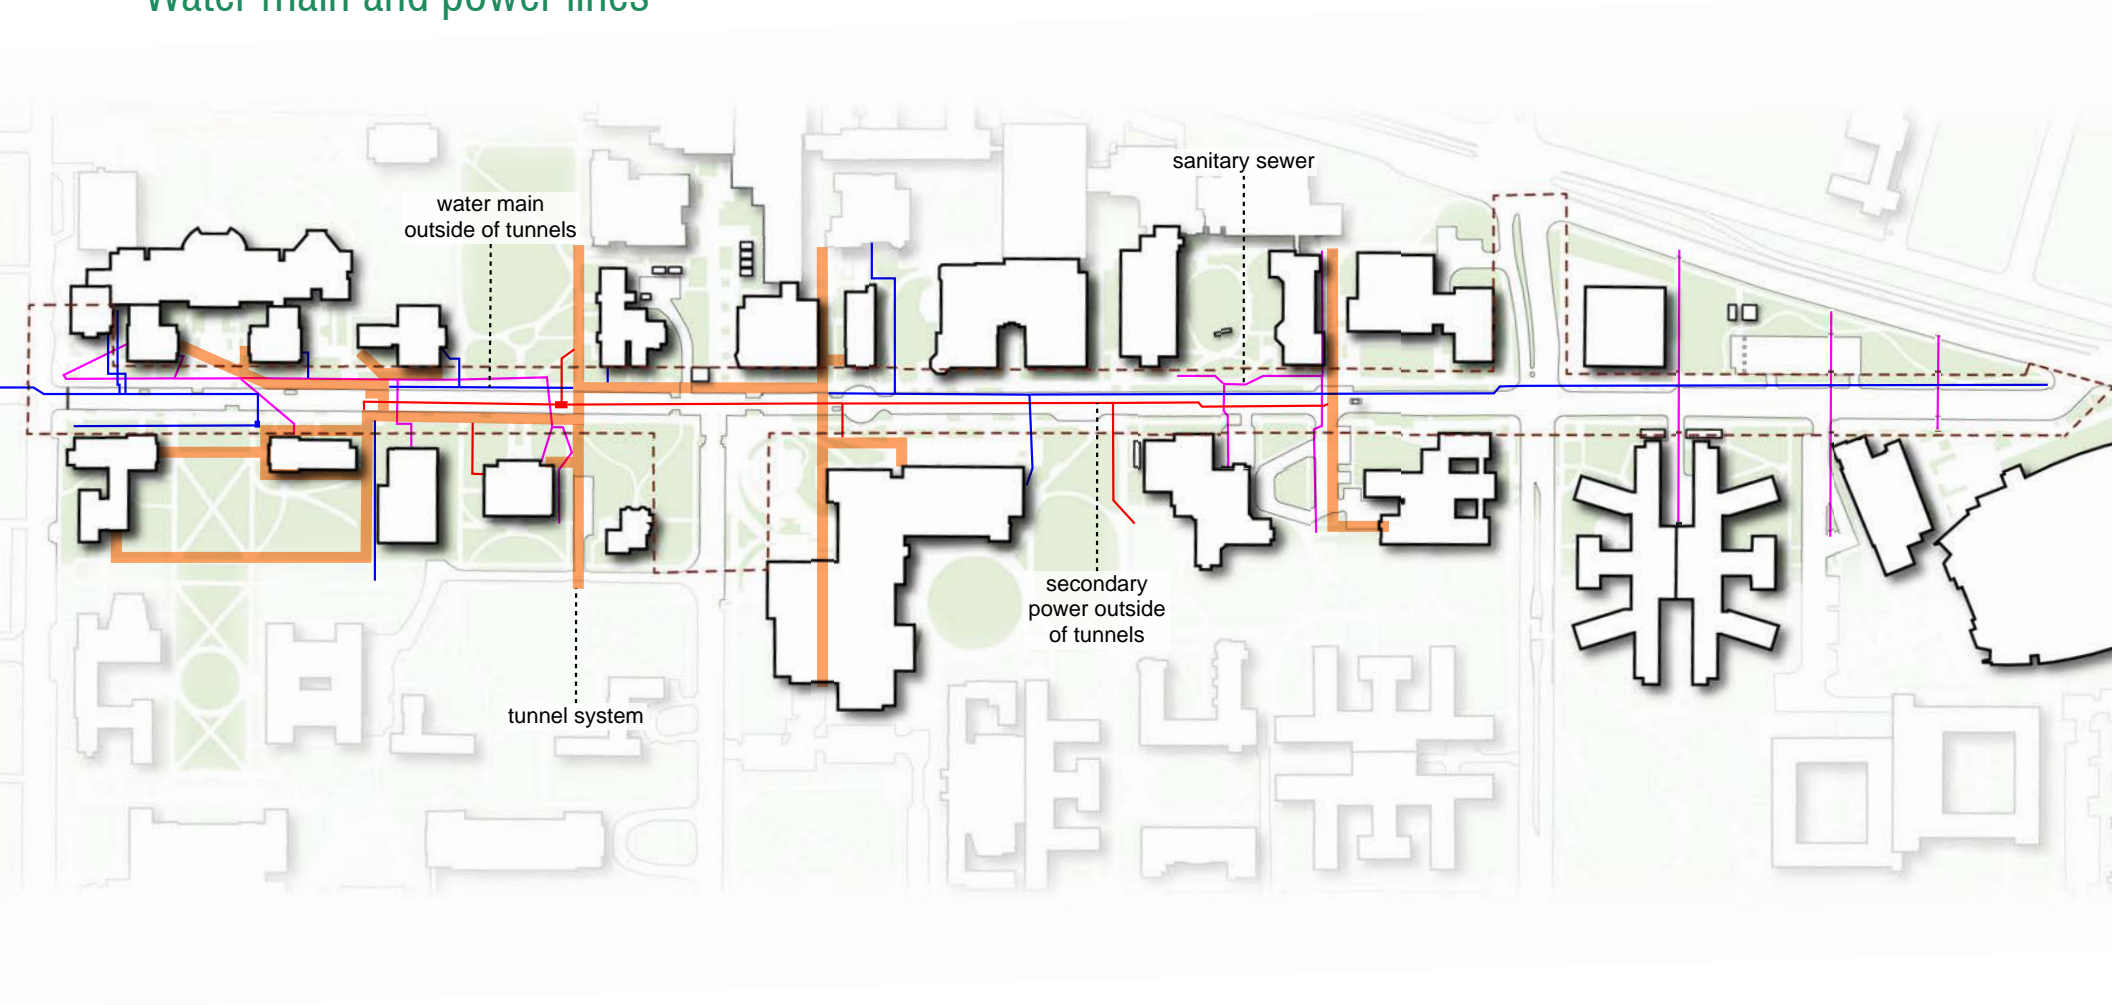 Water main and power lines
sanitary sewer
water main
outside of tunnels
secondary
power outside
of tunnels
tunnel system